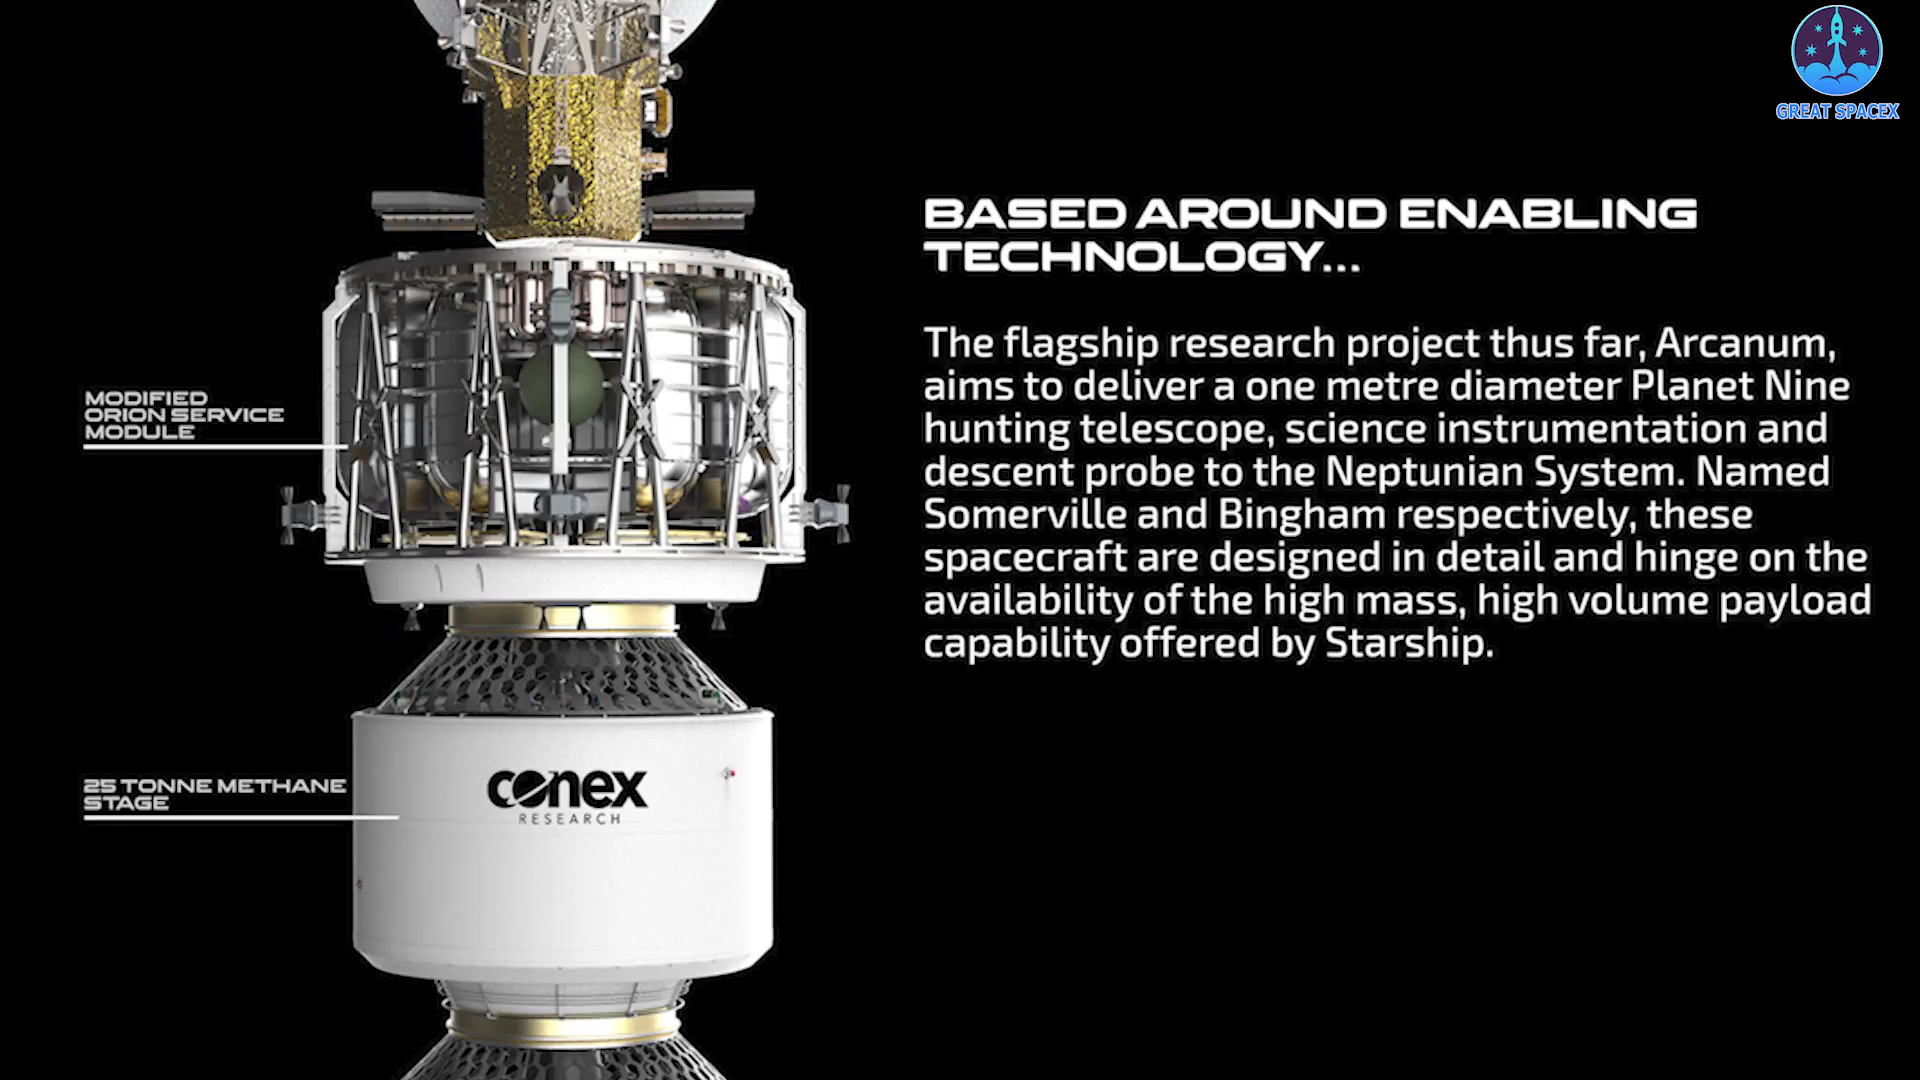 GREAT SPACEX
BASED AROUND ENABLING
TECHNOLOGY...
The flagship research project thus far, Arcanum,
aims to deliver a one metre diameter Planet Nine
hunting telescope, science instrumentation and
descent probe to the Neptunian System. Named
Somerville and Bingham respectively, these
spacecraft are designed in detail and hinge on the
availability of the high mass, high volume payload
capability offered by Starship.
MODIFIED
ORION SERVICE
MODULE
25 TONNE METHANE
STAGE
conex
RESEARCH